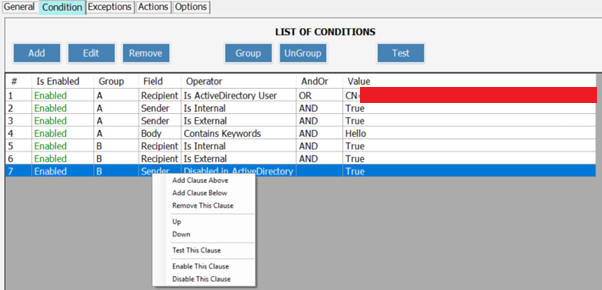 General Condition Exceptions Actions Options
LIST OF CONDITIONS
Add Edit Remove Group UnGroup Test
# Is Enabled Group Field Operator AndOr Value
1 Enabled A Recipient Is ActiveDirectory User OR CN=
2 Enabled A Sender Is Internal AND True
3 Enabled A Sender Is External AND True
4 Enabled A Body Contains Keywords AND Hello
5 Enabled B Recipient Is Internal AND True
6 Enabled B Recipient Is External AND True
7 Enabled B Sender Disabled in ActiveDirectory True
Add Clause Above
Add Clause Below
Remove This Clause
Up
Down
Test This Clause
Enable This Clause
Disable This Clause